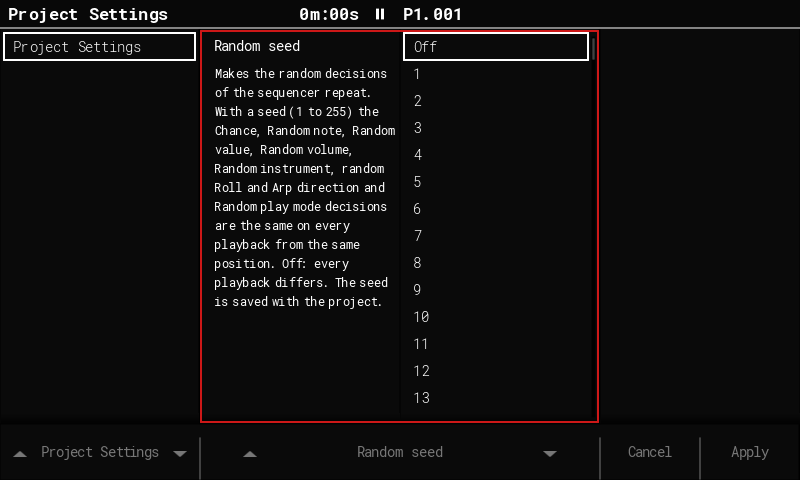 Project Settings
0m:00s
P1.001
Project Settings
Random seed
Makes the random decisions
of the sequencer repeat.
With a seed (1 to 255) the
Chance, Random note, Random
value, Random volume,
Random instrument, random
Roll and Arp direction and
Random play mode decisions
are the same on every
playback from the same
position. Off: every
playback differs. The seed
is saved with the project.
Off
1
2
3
4
5
6
7
8
9
10
11
12
13
Project Settings
Random seed
Cancel
Apply